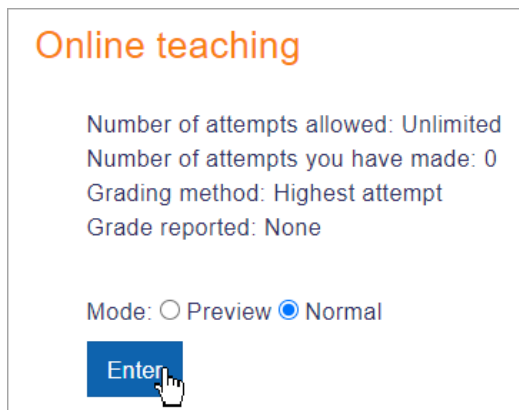 Online teaching
Number of attempts allowed: Unlimited
Number of attempts you have made: 0
Grading method: Highest attempt
Grade reported: None
Mode: Preview Normal
Enter